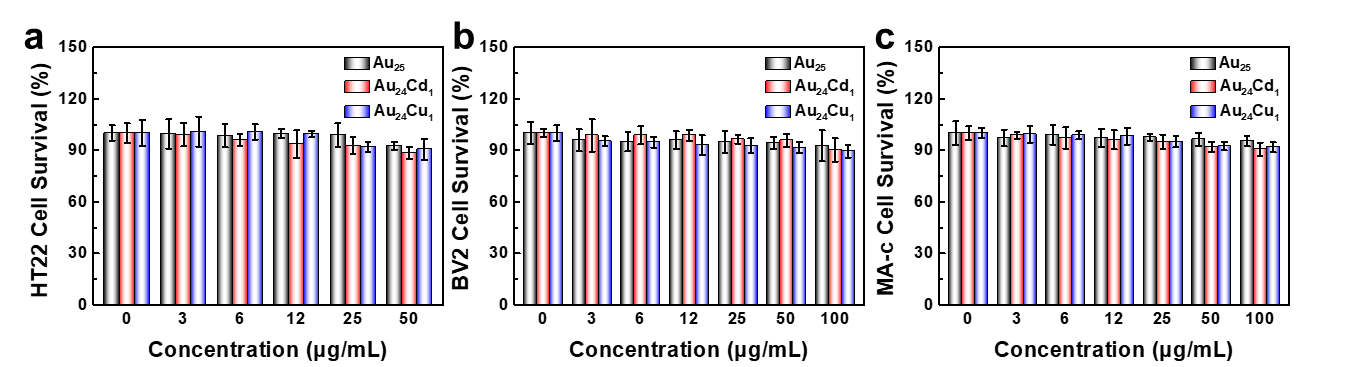 a
HT22 Cell Survival (%)
150
120
90
60
30
0
Au25
Au24Cd1
Au24Cu1
0 3 6 12 25 50
Concentration (μg/mL)
b
BV2 Cell Survival (%)
150
120
90
60
30
0
Au25
Au24Cd1
Au24Cu1
0 3 6 12 25 50 100
Concentration (μg/mL)
c
MA-c Cell Survival (%)
150
120
90
60
30
0
Au25
Au24Cd1
Au24Cu1
0 3 6 12 25 50 100
Concentration (μg/mL)